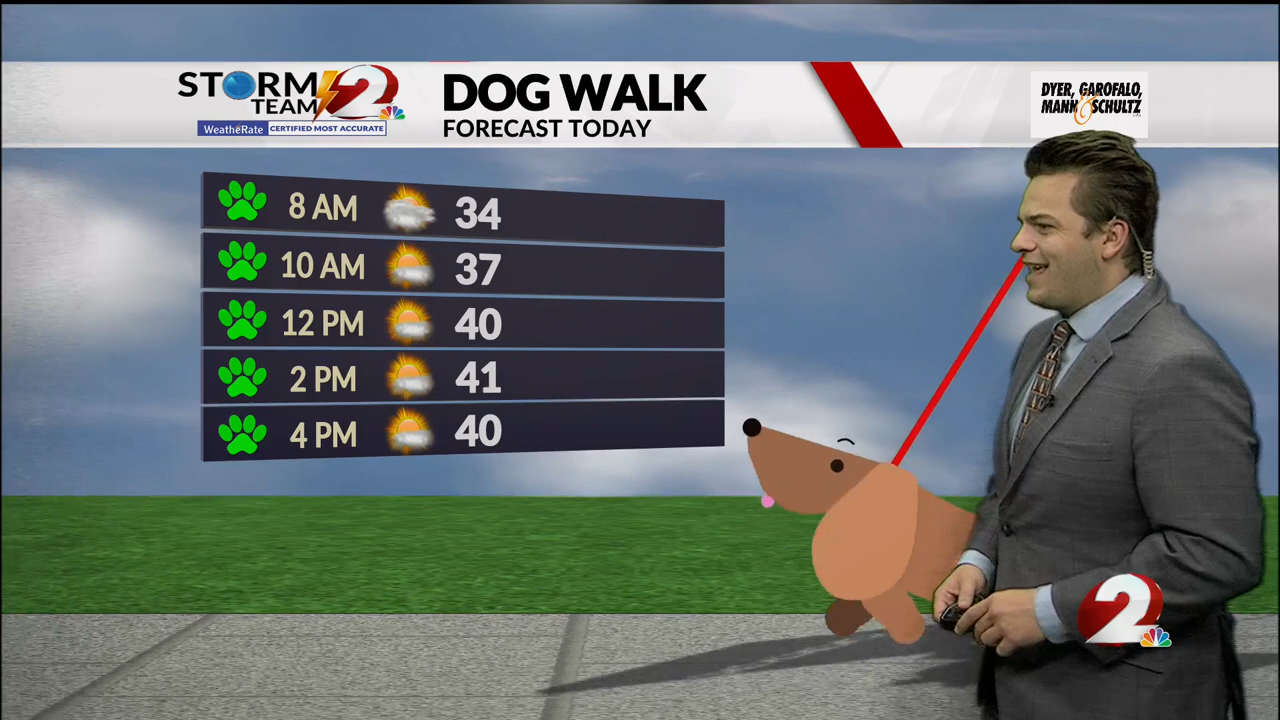 STORM
TEAM 2
WeatheRate CERTIFIED MOST ACCURATE
DOG WALK
FORECAST TODAY
DYER, GAROFALO,
MANN & SCHULTZ
8 AM 34
10 AM 37
12 PM 40
2 PM 41
4 PM 40
2